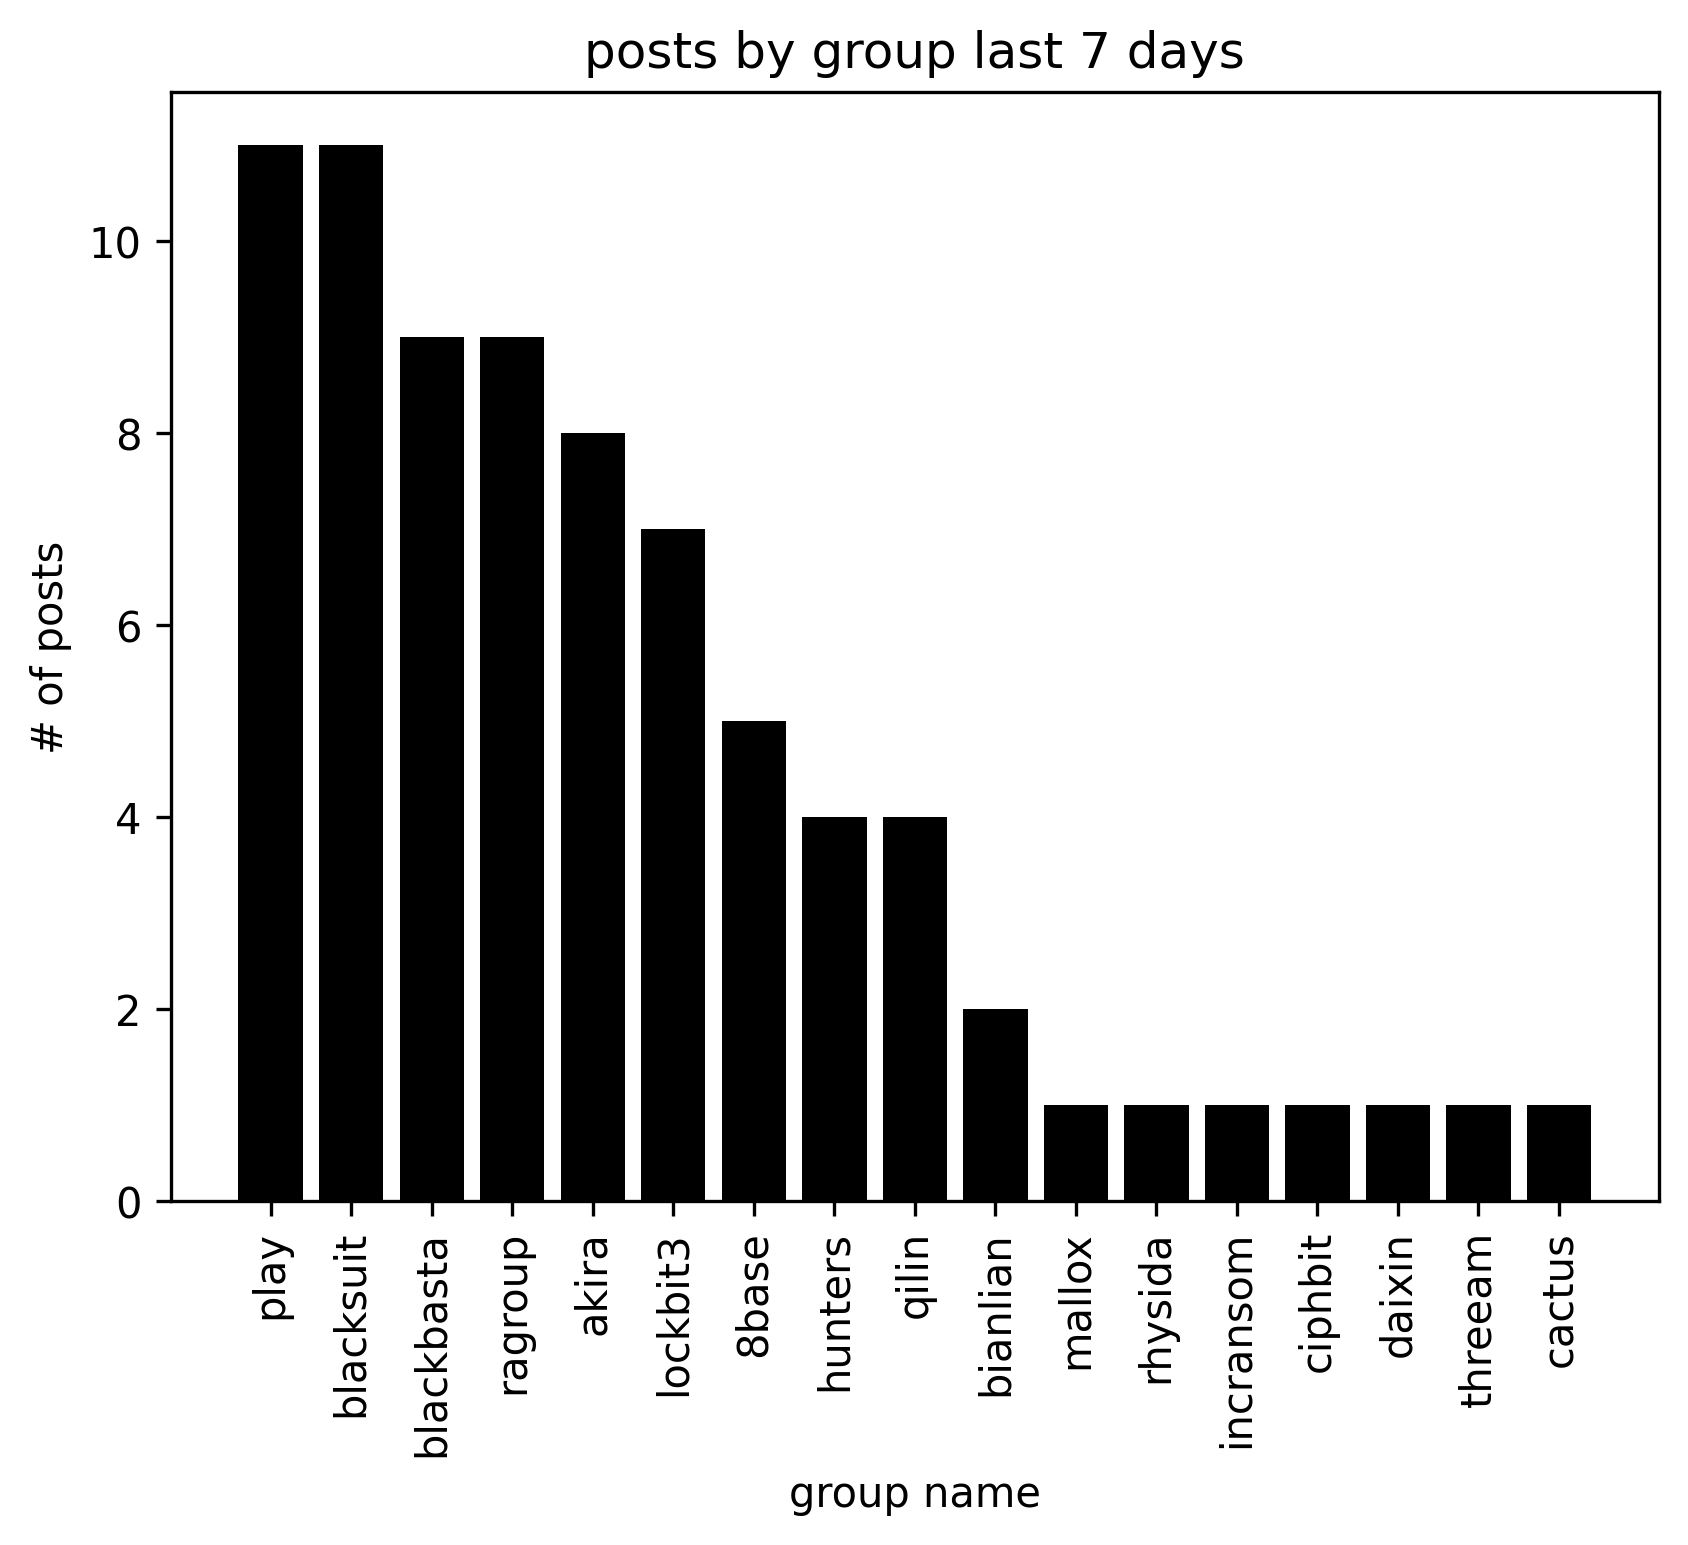 posts by group last 7 days
# of posts
10
8
6
4
2
0
play
blacksuit
blackbasta
ragroup
akira
lockbit3
8base
hunters
qilin
bianlian
mallox
rhysida
incransom
ciphbit
daixin
threeam
cactus
group name